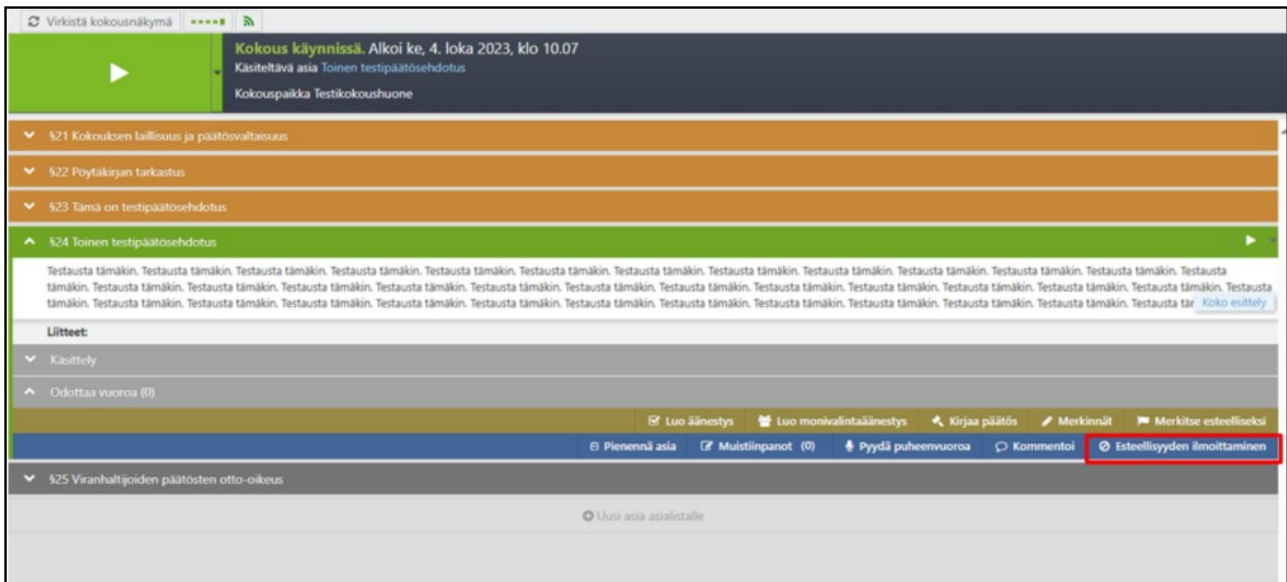 Virkistä kokousnäkymä
Kokous käynnissä. Alkoi ke, 4. loka 2023, klo 10.07
Käsiteltävä asia Toinen testipäätösehdotus
Kokouspaikka Testikokoushuone
§21 Kokouksen laillisuus ja päätösvaltaisuus
§22 Pöytäkirjan tarkastus
§23 Tämä on testipäätösehdotus
§24 Toinen testipäätösehdotus
Testausta tämäkin. Testausta tämäkin. Testausta tämäkin. Testausta tämäkin. Testausta tämäkin. Testausta tämäkin. Testausta tämäkin. Testausta tämäkin. Testausta tämäkin. Testausta tämäkin. Testausta tämäkin. Testausta tämäkin. Testausta
tämäkin. Testausta tämäkin. Testausta tämäkin. Testausta tämäkin. Testausta tämäkin. Testausta tämäkin. Testausta tämäkin. Testausta tämäkin. Testausta tämäkin. Testausta tämäkin. Testausta tämäkin. Testausta tämäkin. Testausta tämäkin. Testausta
tämäkin. Testausta tämäkin. Testausta tämäkin. Testausta tämäkin. Testausta tämäkin. Testausta tämäkin. Testausta tämäkin. Testausta tämäkin. Testausta tämäkin. Testausta tämäkin. Testausta tämäkin. Testausta tämäkin. Testausta tär Koko esittely
Liitteet:
Käsittely
Odottaa vuoroa (0)
Luo äänestys Luo monivalintaäänestys Kirjaa päätös Merkinnät Merkitse esteelliseksi
Pienennä asia Muistiinpanot (0) Pyydä puheenvuoroa Kommentoi Esteellisyyden ilmoittaminen
§25 Viranhaltijoiden päätösten otto-oikeus
Uusi asia asialistalle